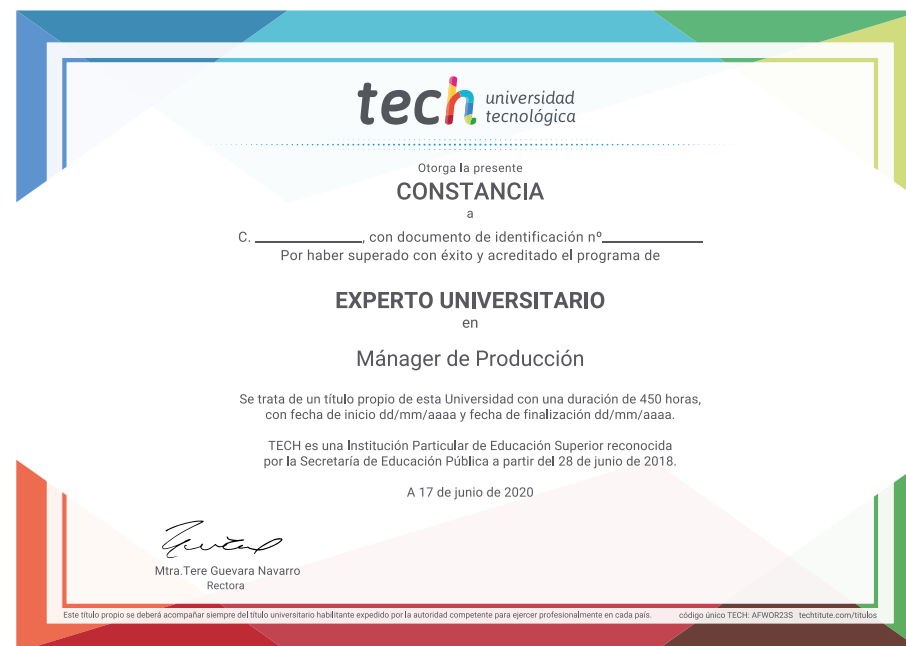 tech universidad
tecnológica
Otorga la presente
CONSTANCIA
a
C. ______________, con documento de identificación nº_____________
Por haber superado con éxito y acreditado el programa de
EXPERTO UNIVERSITARIO
en
Mánager de Producción
Se trata de un título propio de esta Universidad con una duración de 450 horas,
con fecha de inicio dd/mm/aaaa y fecha de finalización dd/mm/aaaa.
TECH es una Institución Particular de Educación Superior reconocida
por la Secretaría de Educación Pública a partir del 28 de junio de 2018.
A 17 de junio de 2020
Mtra.Tere Guevara Navarro
Rectora
Este título propio se deberá acompañar siempre del título universitario habilitante expedido por la autoridad competente para ejercer profesionalmente en cada país. código único TECH: AFWOR23S techtitute.com/titulos